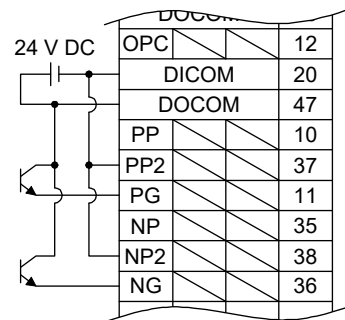 DOCOM
24 V DC
OPC 12
DICOM 20
DOCOM 47
PP 10
PP2 37
PG 11
NP 35
NP2 38
NG 36